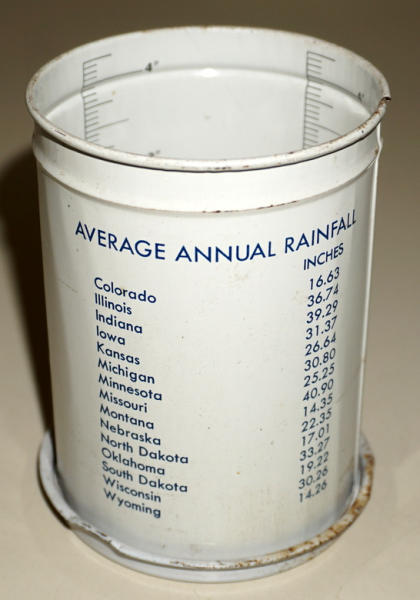 4"
AVERAGE ANNUAL RAINFALL
INCHES
Colorado 16.63
Illinois 36.74
Indiana 39.29
Iowa 31.37
Kansas 26.64
Michigan 30.80
Minnesota 25.25
Missouri 40.90
Montana 14.35
Nebraska 22.35
North Dakota 17.01
Oklahoma 33.27
South Dakota 19.22
Wisconsin 30.26
Wyoming 14.26